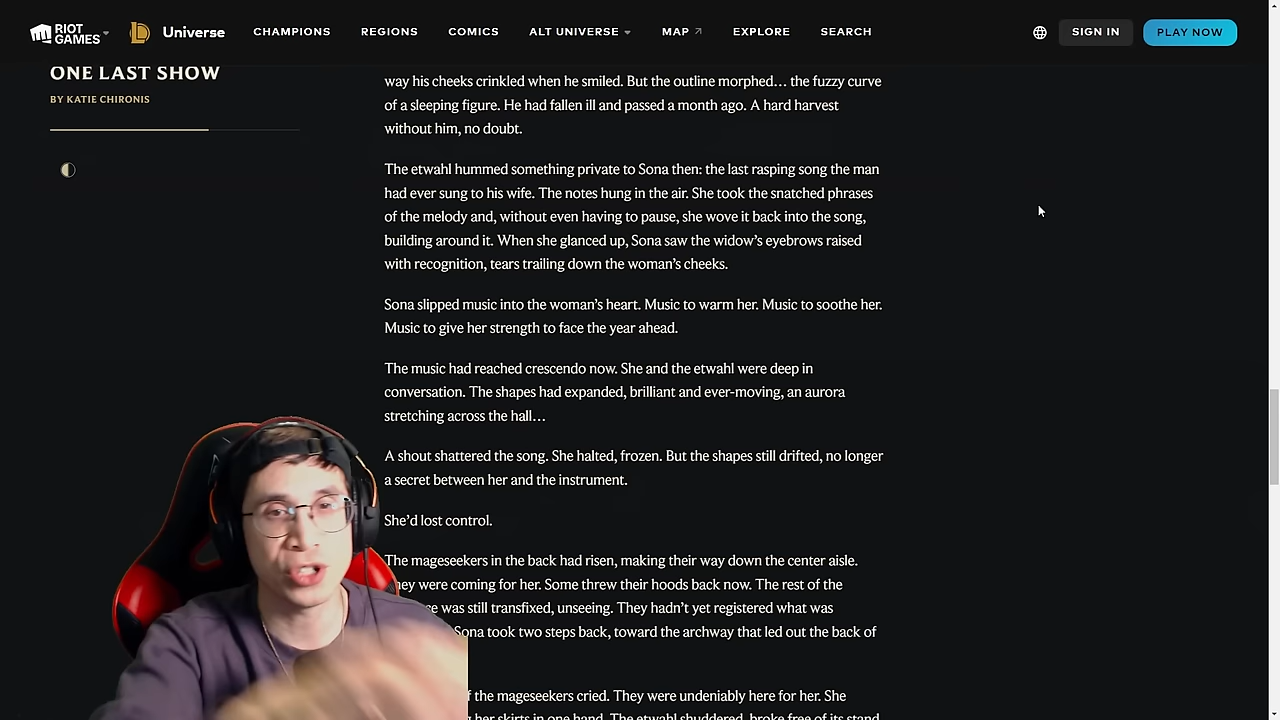 RIOT
GAMES
Universe
CHAMPIONS
REGIONS
COMICS
ALT UNIVERSE
MAP
EXPLORE
SEARCH
SIGN IN
PLAY NOW
ONE LAST SHOW
BY KATIE CHIRONIS
way his cheeks crinkled when he smiled. But the outline morphed… the fuzzy curve
of a sleeping figure. He had fallen ill and passed a month ago. A hard harvest
without him, no doubt.
The etwahl hummed something private to Sona then: the last rasping song the man
had ever sung to his wife. The notes hung in the air. She took the snatched phrases
of the melody and, without even having to pause, she wove it back into the song,
building around it. When she glanced up, Sona saw the widow’s eyebrows raised
with recognition, tears trailing down the woman’s cheeks.
Sona slipped music into the woman’s heart. Music to warm her. Music to soothe her.
Music to give her strength to face the year ahead.
The music had reached crescendo now. She and the etwahl were deep in
conversation. The shapes had expanded, brilliant and ever-moving, an aurora
stretching across the hall…
A shout shattered the song. She halted, frozen. But the shapes still drifted, no longer
a secret between her and the instrument.
She’d lost control.
The mageseekers in the back had risen, making their way down the center aisle.
were coming for her. Some threw their hoods back now. The rest of the
was still transfixed, unseeing. They hadn’t yet registered what was
Sona took two steps back, toward the archway that led out the back of
the mageseekers cried. They were undeniably here for her. She
her skirts in one hand. The etwahl shuddered, broke free of its stand